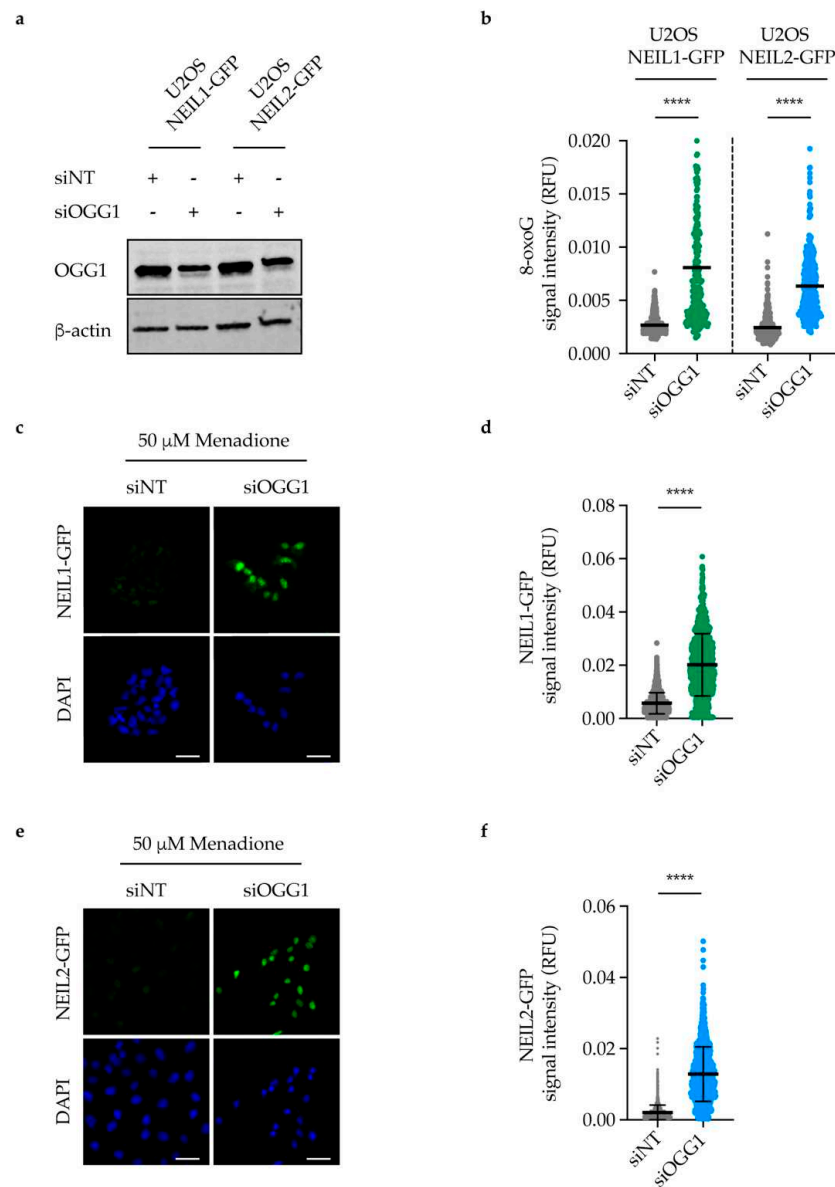 a
U2OS
NEIL1-GFP
U2OS
NEIL2-GFP
siNT + - + -
siOGG1 - + - +
OGG1
β-actin
b
U2OS
NEIL1-GFP
U2OS
NEIL2-GFP
****
****
8-oxoG
signal intensity (RFU)
0.020
0.015
0.010
0.005
0.000
siNT
siOGG1
siNT
siOGG1
c
50 μM Menadione
siNT siOGG1
NEIL1-GFP
DAPI
d
****
NEIL1-GFP
signal intensity (RFU)
0.08
0.06
0.04
0.02
0.00
siNT
siOGG1
e
50 μM Menadione
siNT siOGG1
NEIL2-GFP
DAPI
f
****
NEIL2-GFP
signal intensity (RFU)
0.06
0.04
0.02
0.00
siNT
siOGG1